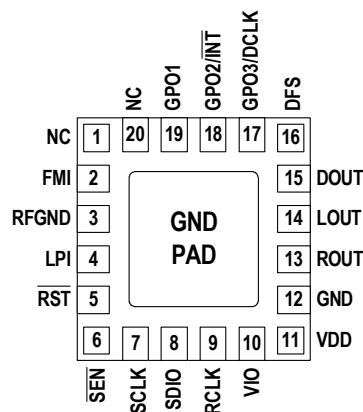 NC
GPO1
GPO2/INT
GPO3/DCLK
DFS
NC 1 20 19 18 17 16
FMI 2 15 DOUT
RFGND 3 14 LOUT
GND
PAD
LPI 4 13 ROUT
RST 5 12 GND
6 7 8 9 10 11 VDD
SEN
SCLK
SDIO
RCLK
VIO